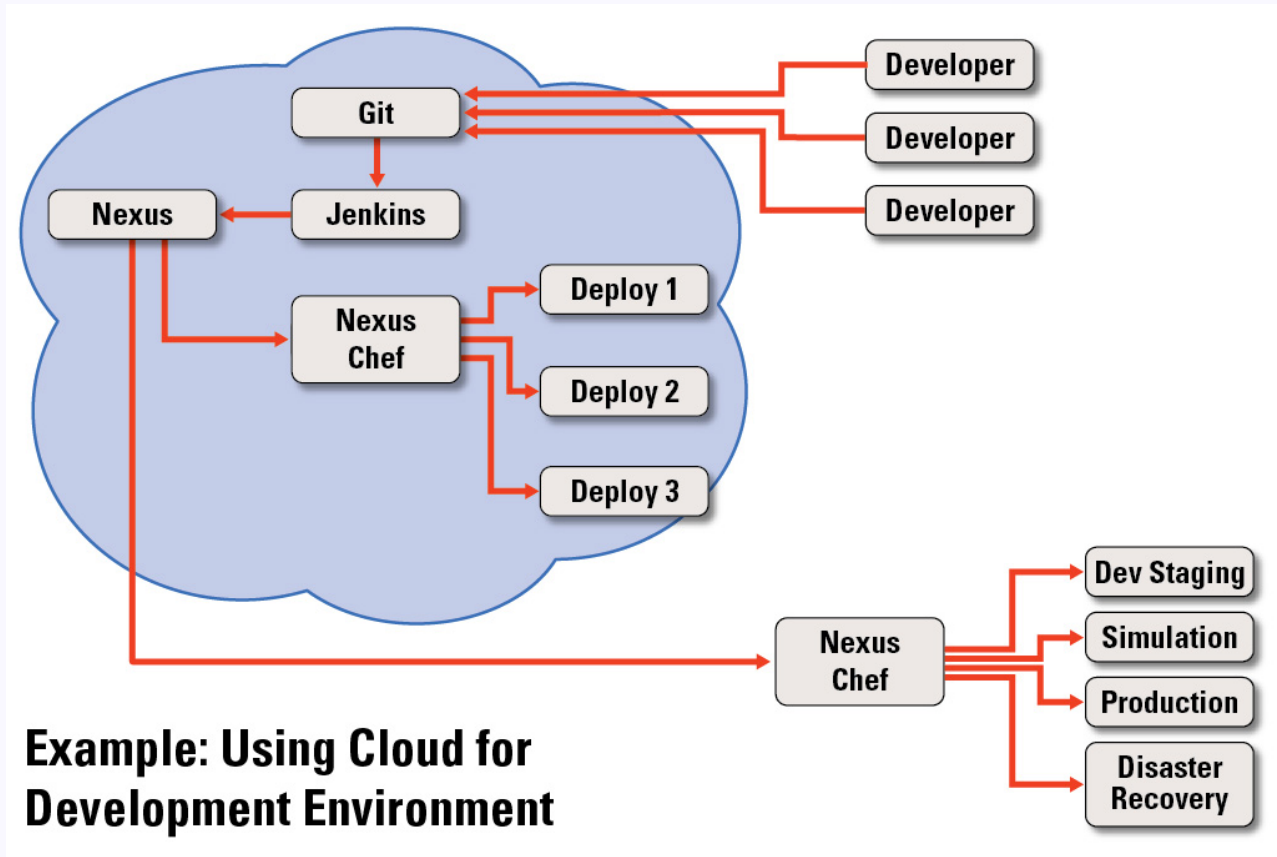 Developer
Git
Developer
Developer
Nexus
Jenkins
Deploy 1
Nexus
Chef
Deploy 2
Deploy 3
Dev Staging
Nexus
Chef
Simulation
Production
Disaster
Recovery
Example: Using Cloud for
Development Environment